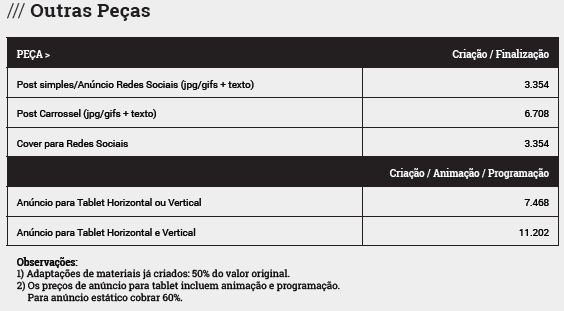 /// Outras Peças
PEÇA > Criação / Finalização
Post simples/Anúncio Redes Sociais (jpg/gifs + texto) 3.354
Post Carrossel (jpg/gifs + texto) 6.708
Cover para Redes Sociais 3.354
Criação / Animação / Programação
Anúncio para Tablet Horizontal ou Vertical 7.468
Anúncio para Tablet Horizontal e Vertical 11.202
Observações:
1) Adaptações de materiais já criados: 50% do valor original.
2) Os preços de anúncio para tablet incluem animação e programação.
Para anúncio estático cobrar 60%.